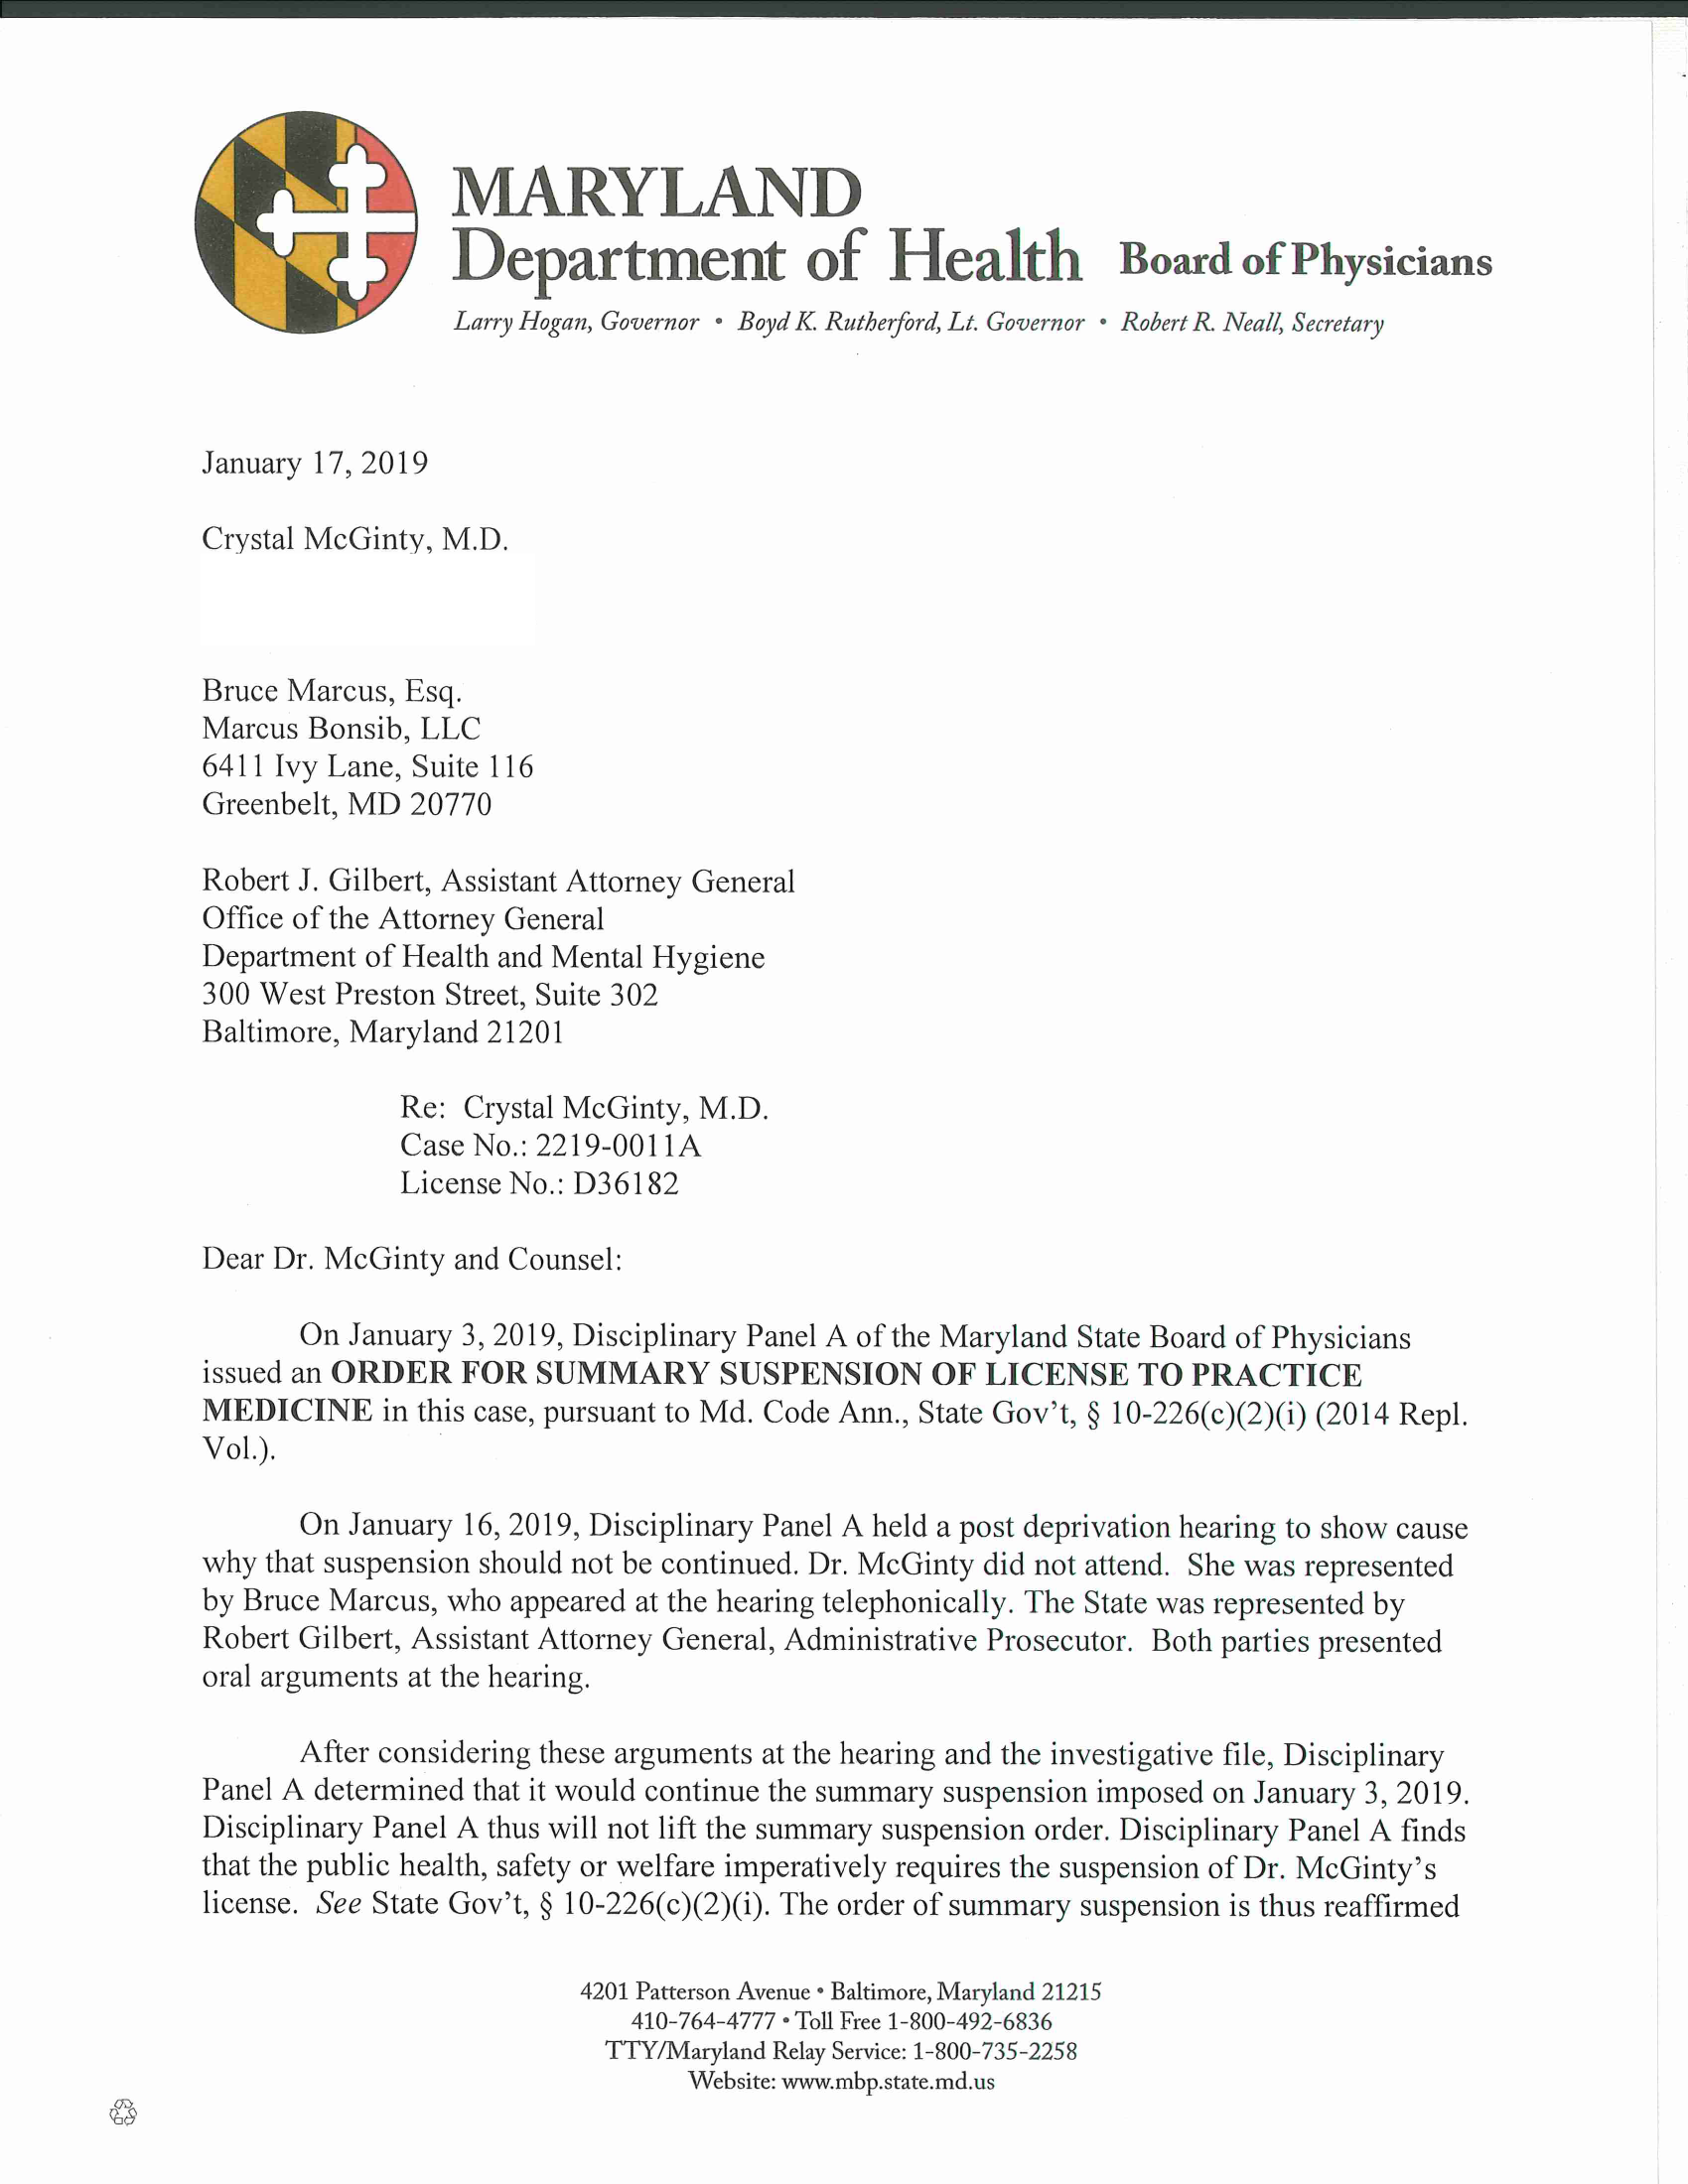 MARYLAND
Department of Health Board of Physicians
Larry Hogan, Governor • Boyd K. Rutherford, Lt. Governor • Robert R. Neall, Secretary
January 17, 2019
Crystal McGinty, M.D.
Bruce Marcus, Esq.
Marcus Bonsib, LLC
6411 Ivy Lane, Suite 116
Greenbelt, MD 20770
Robert J. Gilbert, Assistant Attorney General
Office of the Attorney General
Department of Health and Mental Hygiene
300 West Preston Street, Suite 302
Baltimore, Maryland 21201
Re: Crystal McGinty, M.D.
Case No.: 2219-0011A
License No.: D36182
Dear Dr. McGinty and Counsel:
On January 3, 2019, Disciplinary Panel A of the Maryland State Board of Physicians
issued an ORDER FOR SUMMARY SUSPENSION OF LICENSE TO PRACTICE
MEDICINE in this case, pursuant to Md. Code Ann., State Gov't, § 10-226(c)(2)(i) (2014 Repl.
Vol.).
On January 16, 2019, Disciplinary Panel A held a post deprivation hearing to show cause
why that suspension should not be continued. Dr. McGinty did not attend. She was represented
by Bruce Marcus, who appeared at the hearing telephonically. The State was represented by
Robert Gilbert, Assistant Attorney General, Administrative Prosecutor. Both parties presented
oral arguments at the hearing.
After considering these arguments at the hearing and the investigative file, Disciplinary
Panel A determined that it would continue the summary suspension imposed on January 3, 2019.
Disciplinary Panel A thus will not lift the summary suspension order. Disciplinary Panel A finds
that the public health, safety or welfare imperatively requires the suspension of Dr. McGinty's
license. See State Gov't, § 10-226(c)(2)(i). The order of summary suspension is thus reaffirmed
4201 Patterson Avenue • Baltimore, Maryland 21215
410-764-4777 • Toll Free 1-800-492-6836
TTY/Maryland Relay Service: 1-800-735-2258
Website: www.mbp.state.md.us